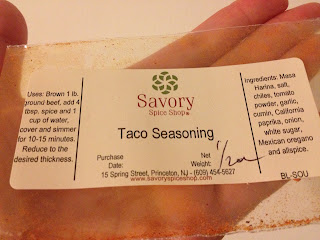 Uses: Brown 1 lb.
ground beef, add 4
tbsp. spice and 1
cup of water,
cover and simmer
for 10-15 minutes.
Reduce to the
desired thickness.
Savory
Spice Shop
Taco Seasoning
Purchase
Date:
Net
Weight:
15 Spring Street, Princeton, NJ - (609) 454-5627
www.savoryspiceshop.com
Ingredients: Masa
Harina, salt,
chiles, tomato
powder, garlic,
cumin, California
paprika, onion,
white sugar,
Mexican oregano
and allspice.
BL-SOU